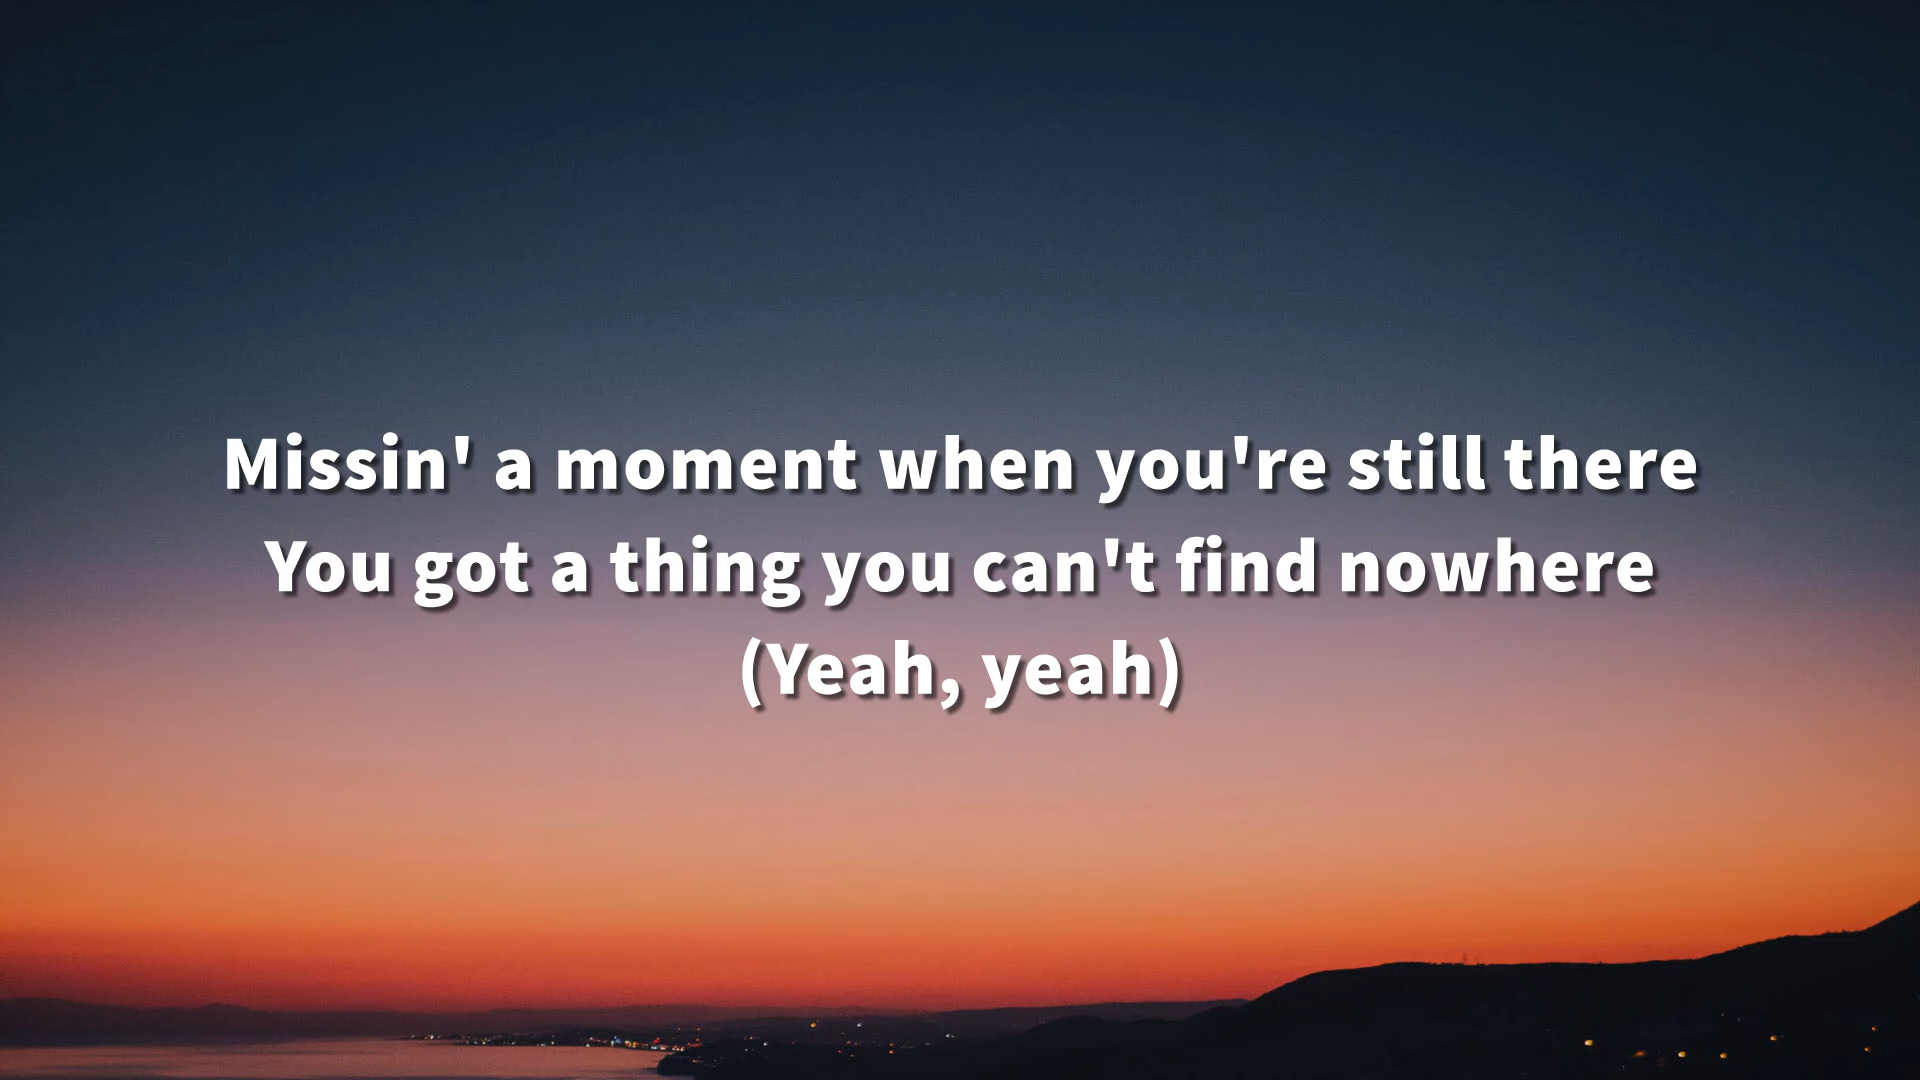 Missin' a moment when you're still there
You got a thing you can't find nowhere
(Yeah, yeah)